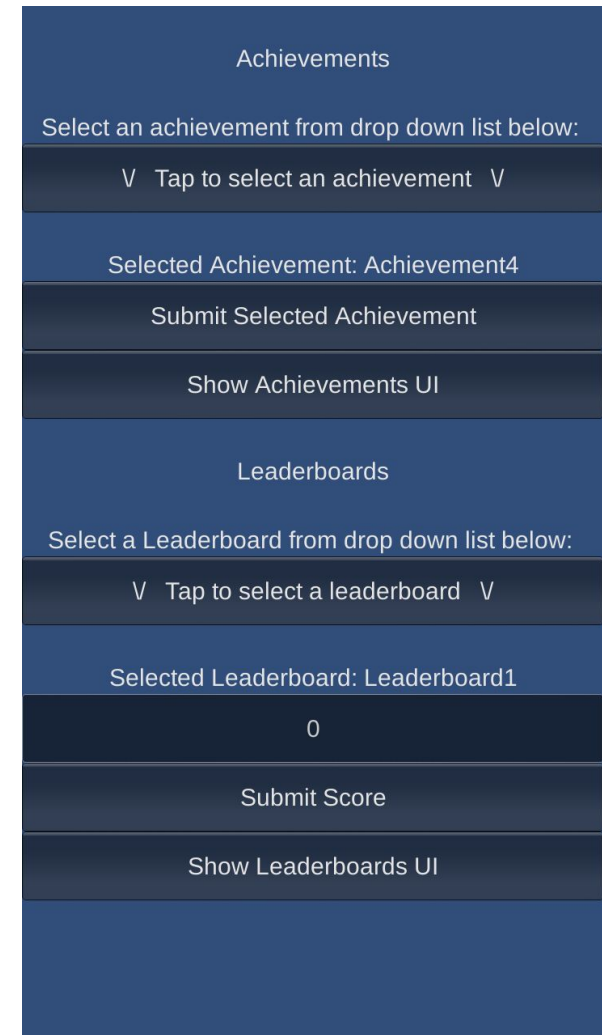 Achievements
Select an achievement from drop down list below:
\/ Tap to select an achievement \/
Selected Achievement: Achievement4
Submit Selected Achievement
Show Achievements UI
Leaderboards
Select a Leaderboard from drop down list below:
\/ Tap to select a leaderboard \/
Selected Leaderboard: Leaderboard1
0
Submit Score
Show Leaderboards UI